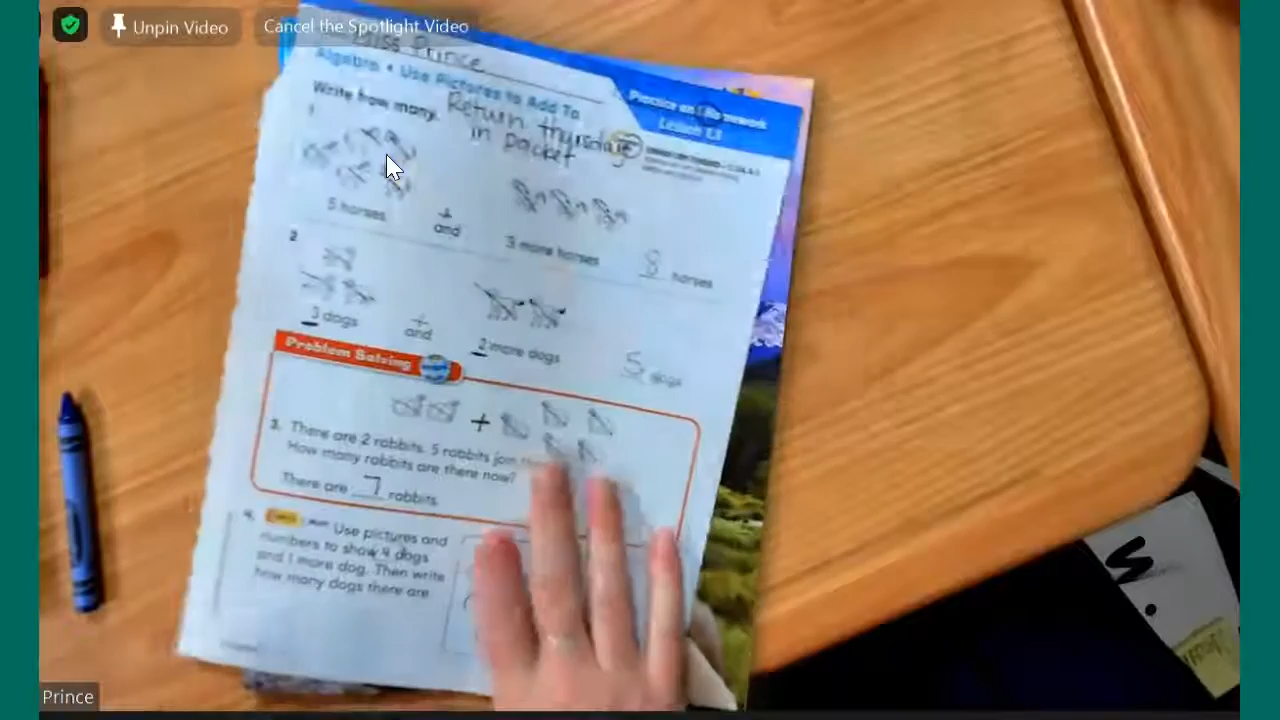 Unpin Video
Cancel the Spotlight Video
Miss Prince
Algebra • Use Pictures to Add To
Practice and Homework
Lesson 1.1
Write how many.
Return thursday
in packet
1
5 horses
+
and
3 more horses
8 horses
2
3 dogs
+
and
2 more dogs
5 dogs
Problem Solving
+
3. There are 2 rabbits. 5 rabbits join
How many rabbits are there now?
There are 7 rabbits
4. Use pictures and
numbers to show 4 dogs
and 1 more dog. Then write
how many dogs there are
Prince